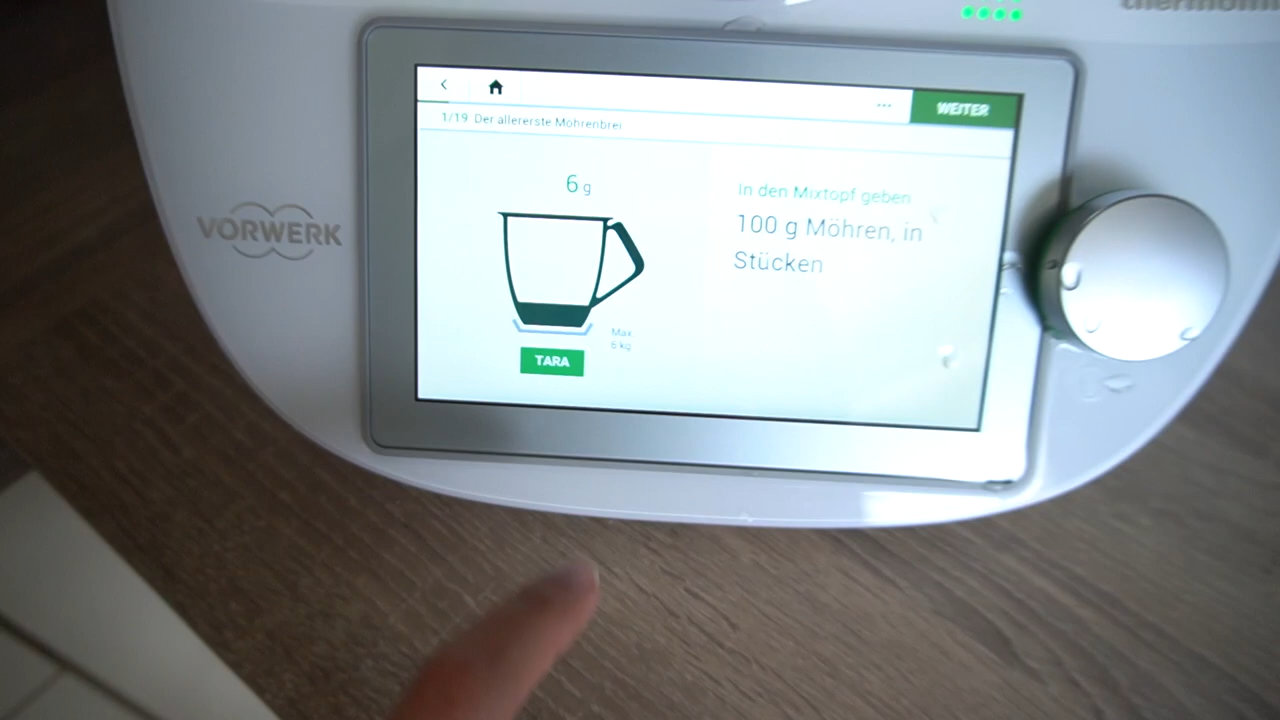 thermomix
WEITER
1/19 Der allererste Möhrenbrei
6 g
In den Mixtopf geben
100 g Möhren, in
Stücken
VORWERK
Max
6 kg
TARA